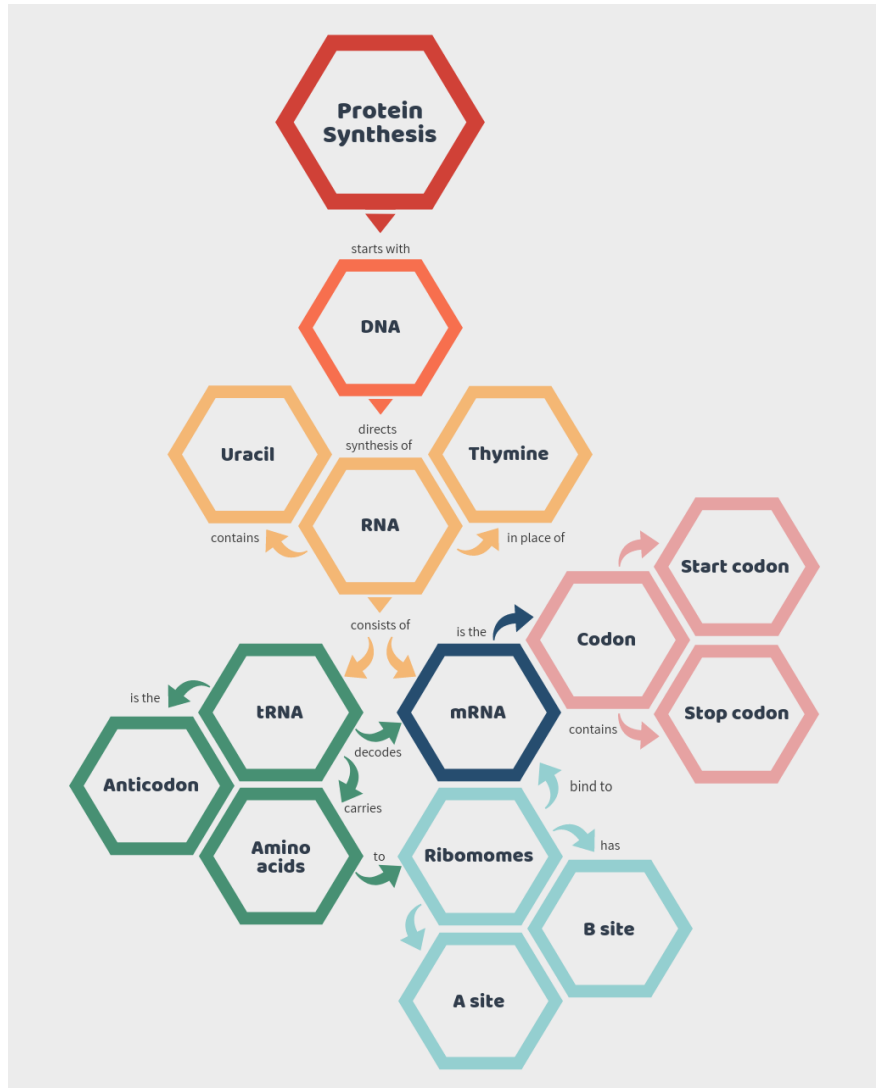 Protein
Synthesis
starts with
DNA
directs
synthesis of
Uracil
Thymine
RNA
contains
in place of
consists of
Start codon
is the
Codon
Stop codon
contains
is the
tRNA
mRNA
decodes
Anticodon
carries
bind to
Amino
acids
to
Ribomomes
has
B site
A site